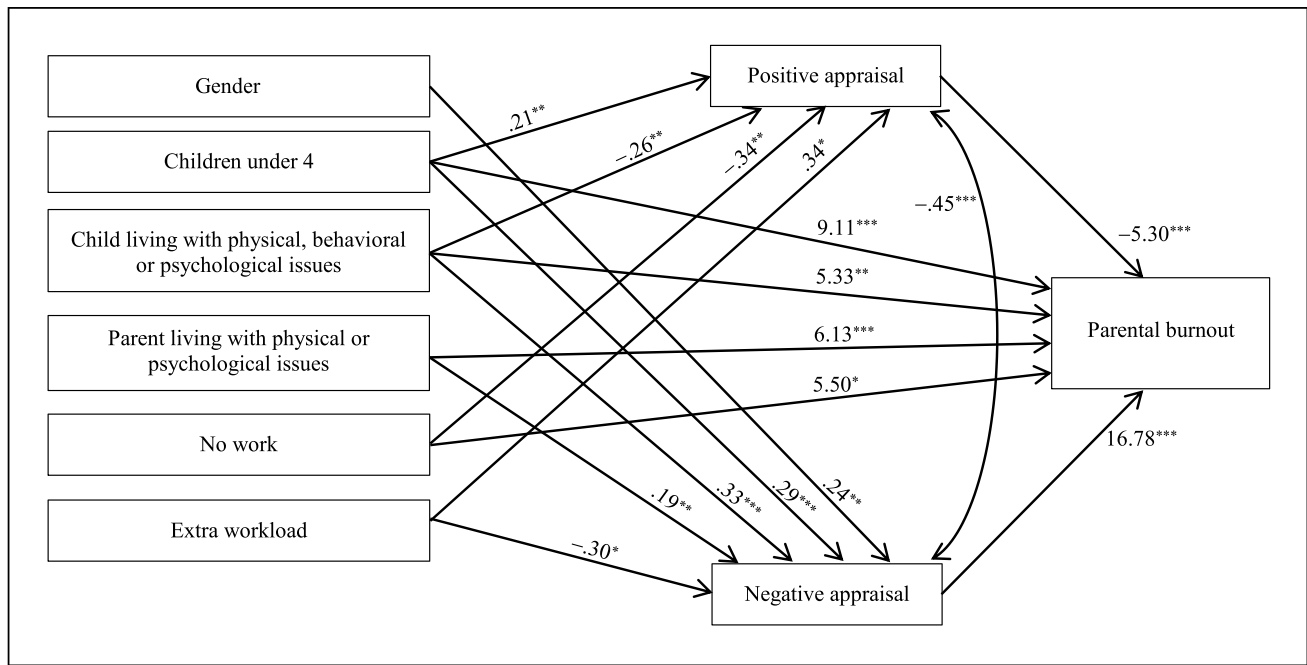 Gender
Children under 4
Child living with physical, behavioral
or psychological issues
Parent living with physical or
psychological issues
No work
Extra workload
Positive appraisal
Negative appraisal
Parental burnout
.21**
−.26**
−.34**
.34*
−.45***
9.11***
5.33**
6.13***
5.50*
−5.30***
16.78***
.19**
.33***
.29***
.24**
−.30*